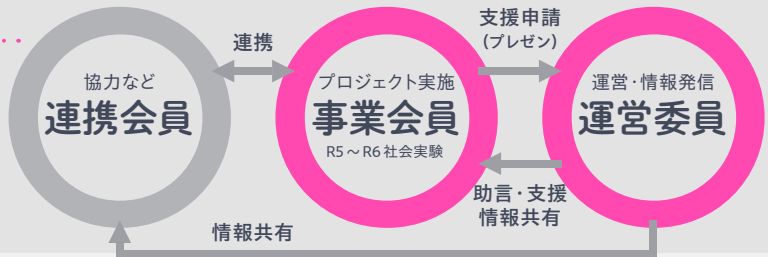 協力など
連携会員
連携
プロジェクト実施
事業会員
R5～R6社会実験
支援申請
(プレゼン)
運営・情報発信
運営委員
助言・支援
情報共有
情報共有